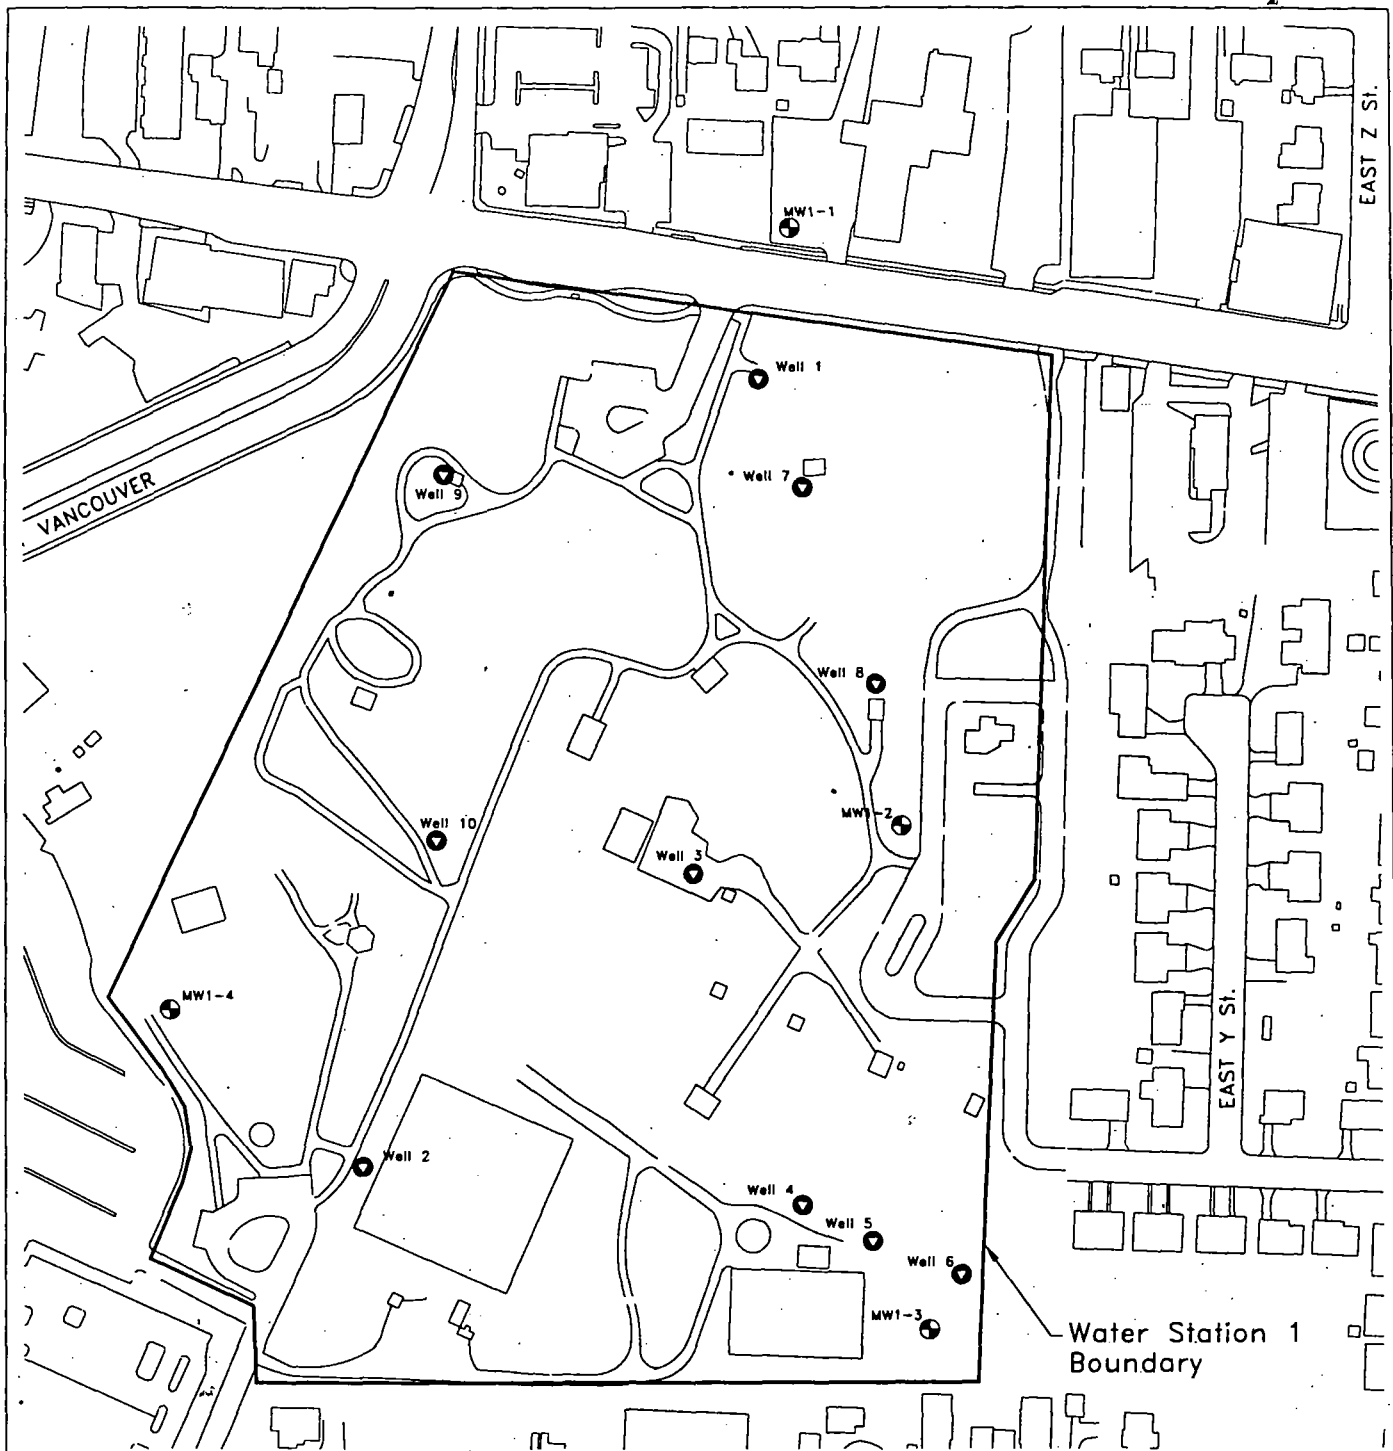 EAST Z St.
MW1-1
Well 1
Well 7
Well 9
VANCOUVER
Well 8
MW1-2
Well 10
Well 3
MW1-4
EAST Y St.
Well 2
Well 4
Well 5
Well 6
MW1-3
Water Station 1
Boundary